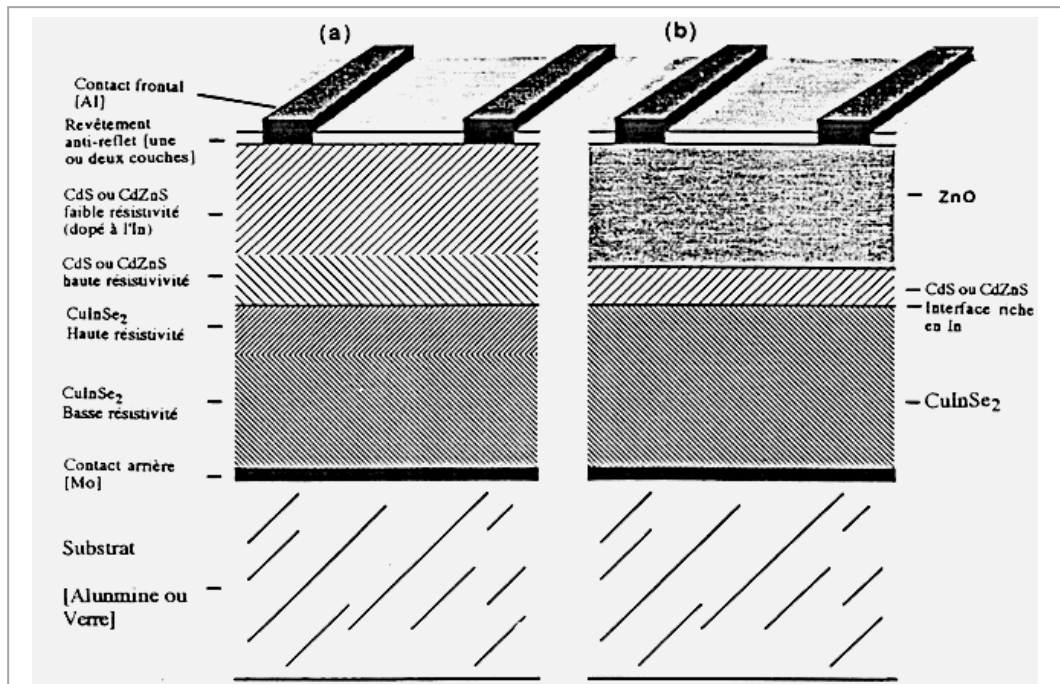 (a)
(b)
Contact frontal
[Al]
Revêtement
anti-reflet [une
ou deux couches]
CdS ou CdZnS
faible résistivité
(dopé à l'In)
CdS ou CdZnS
haute résistivivité
CuInSe2
Haute résistivité
CuInSe2
Basse résistivité
Contact arrière
[Mo]
Substrat
[Alunmine ou
Verre]
ZnO
CdS ou CdZnS
Interface riche
en In
CuInSe2